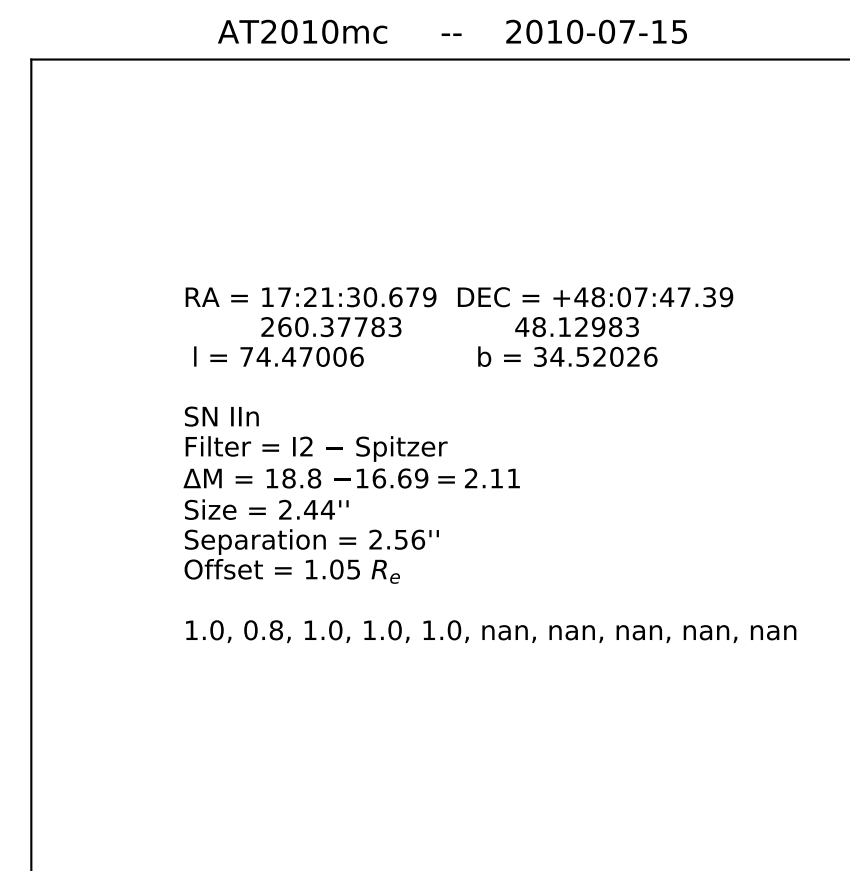 AT2010mc -- 2010-07-15
RA = 17:21:30.679 DEC = +48:07:47.39
260.37783 48.12983
l = 74.47006 b = 34.52026
SN IIn
Filter = I2 − Spitzer
ΔM = 18.8 −16.69 = 2.11
Size = 2.44''
Separation = 2.56''
Offset = 1.05 Re
1.0, 0.8, 1.0, 1.0, 1.0, nan, nan, nan, nan, nan